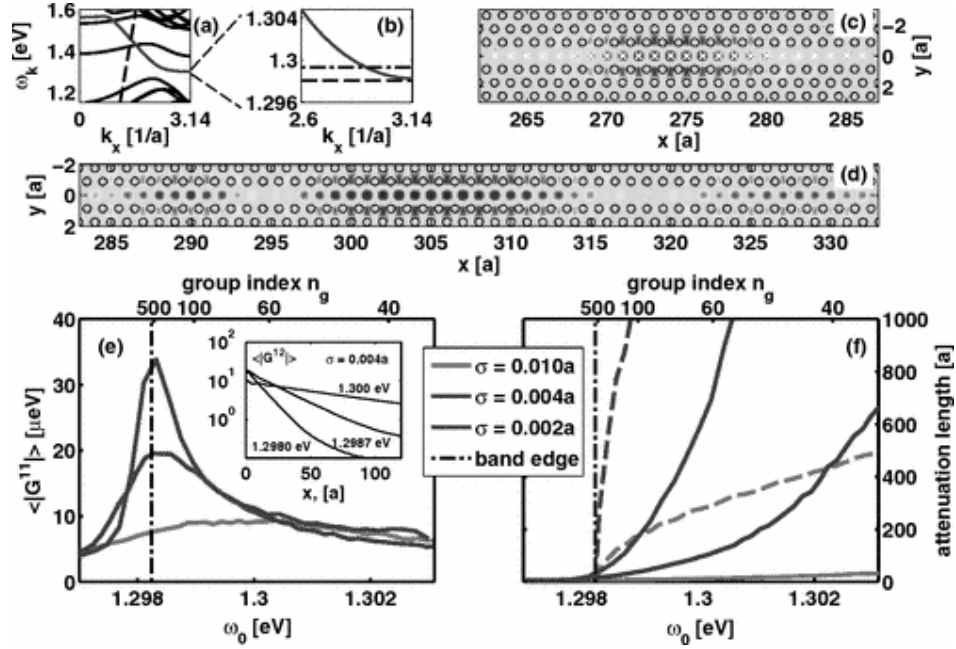 1.6
(a)
ω_k [eV]
1.4
1.2
0
3.14
k_x [1/a]
1.304
(b)
1.3
1.296
2.6
3.14
k_x [1/a]
(c)
-2
0
2
y [a]
265
270
275
280
285
x [a]
-2
(d)
y [a]
0
2
285
290
295
300
305
310
315
320
325
330
x [a]
group index n_g
500
100
60
40
40
(e)
30
20
10
0
<|G^11|> [μeV]
1.298
1.3
1.302
ω_0 [eV]
10^2
<|G^12|>
σ = 0.004a
10^1
1.300 eV
10^0
1.2980 eV
1.2987 eV
0
50
100
x, [a]
σ = 0.010a
σ = 0.004a
σ = 0.002a
band edge
group index n_g
500
100
60
40
(f)
1000
800
600
400
200
0
attenuation length [a]
1.298
1.3
1.302
ω_0 [eV]